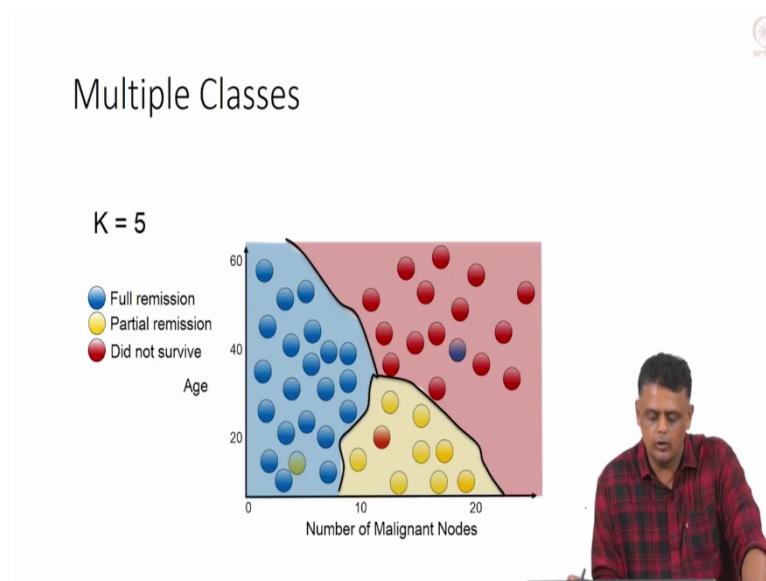 Multiple Classes
K = 5
Full remission
Partial remission
Did not survive
Age
60
40
20
0
10
20
Number of Malignant Nodes